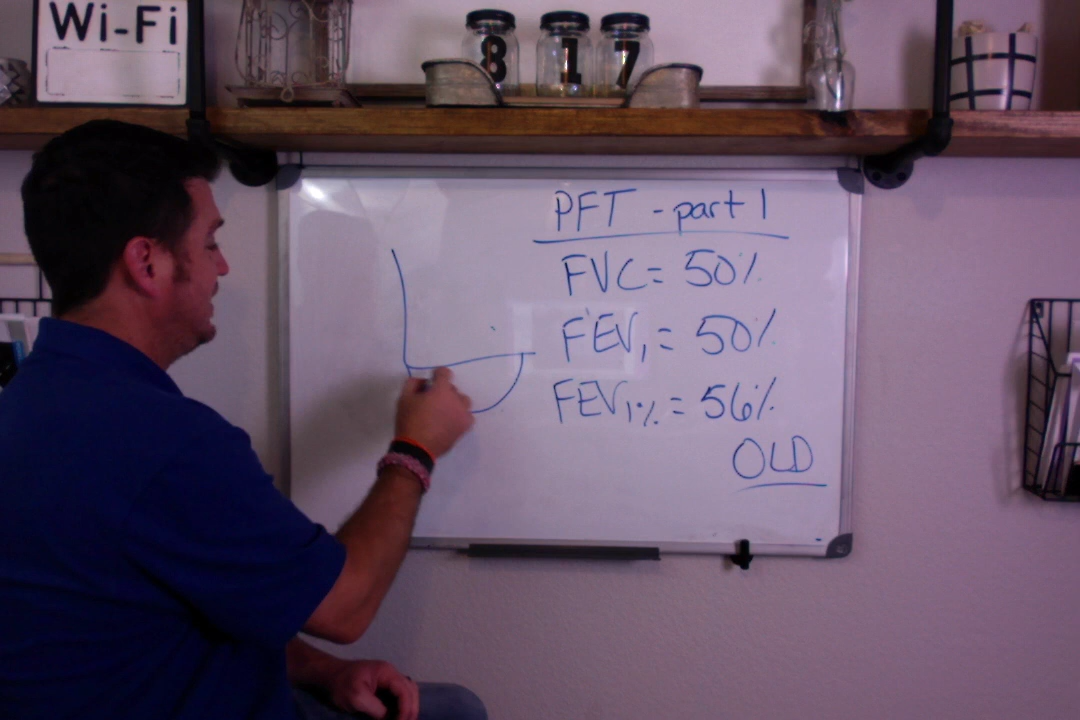 Wi-Fi
8 1 7
PFT - part 1
FVC = 50%
FEV₁ = 50%
FEV₁% = 56%
OLD